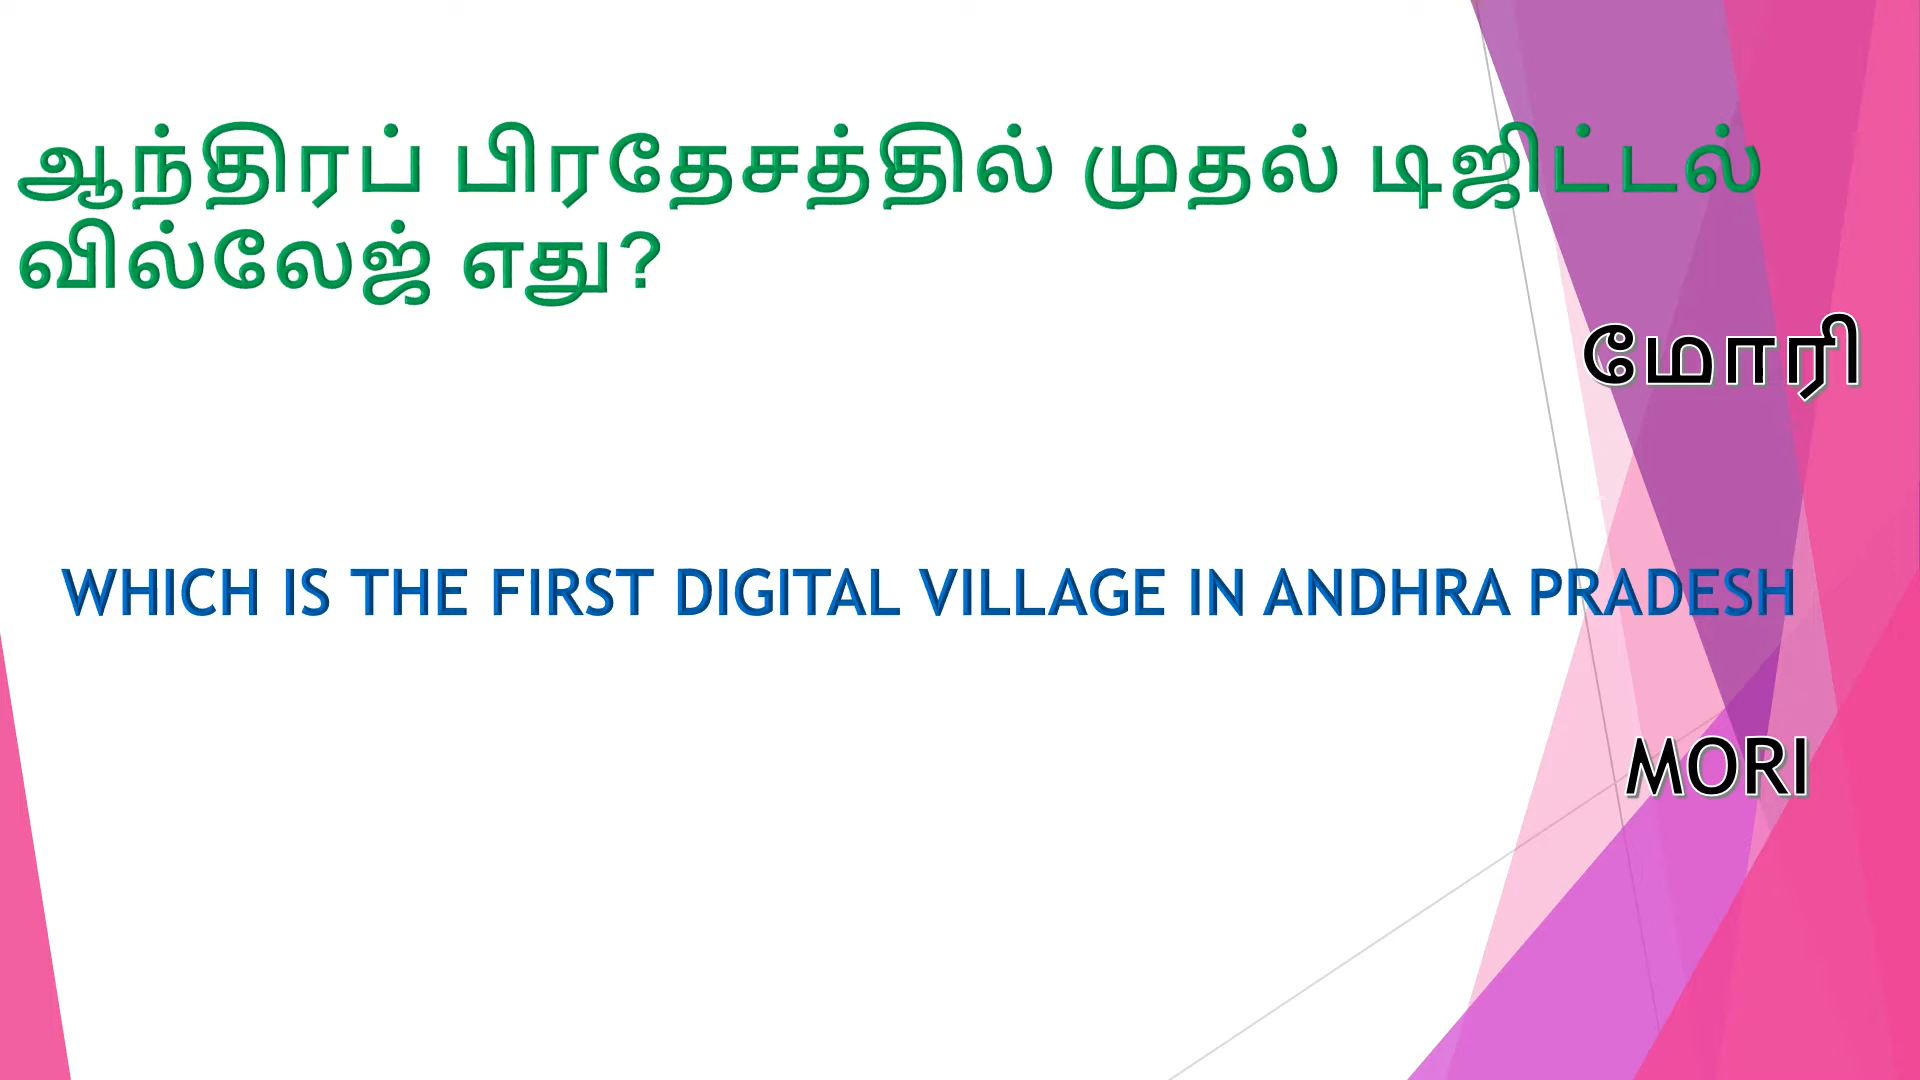 ஆந்திரப் பிரதேசத்தில் முதல் டிஜிட்டல்
வில்லேஜ் எது?
மோரி
WHICH IS THE FIRST DIGITAL VILLAGE IN ANDHRA PRADESH
MORI